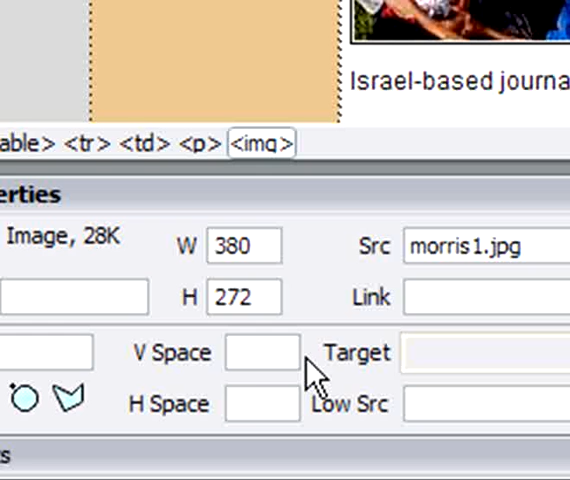 Israel-based journa
able> <tr> <td> <p> <img>
erties
Image, 28K
W 380 Src morris1.jpg
H 272 Link
V Space Target
H Space Low Src
s